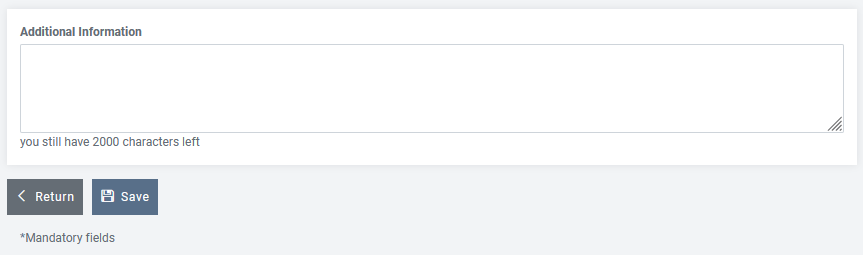 Additional Information
you still have 2000 characters left
Return Save
*Mandatory fields